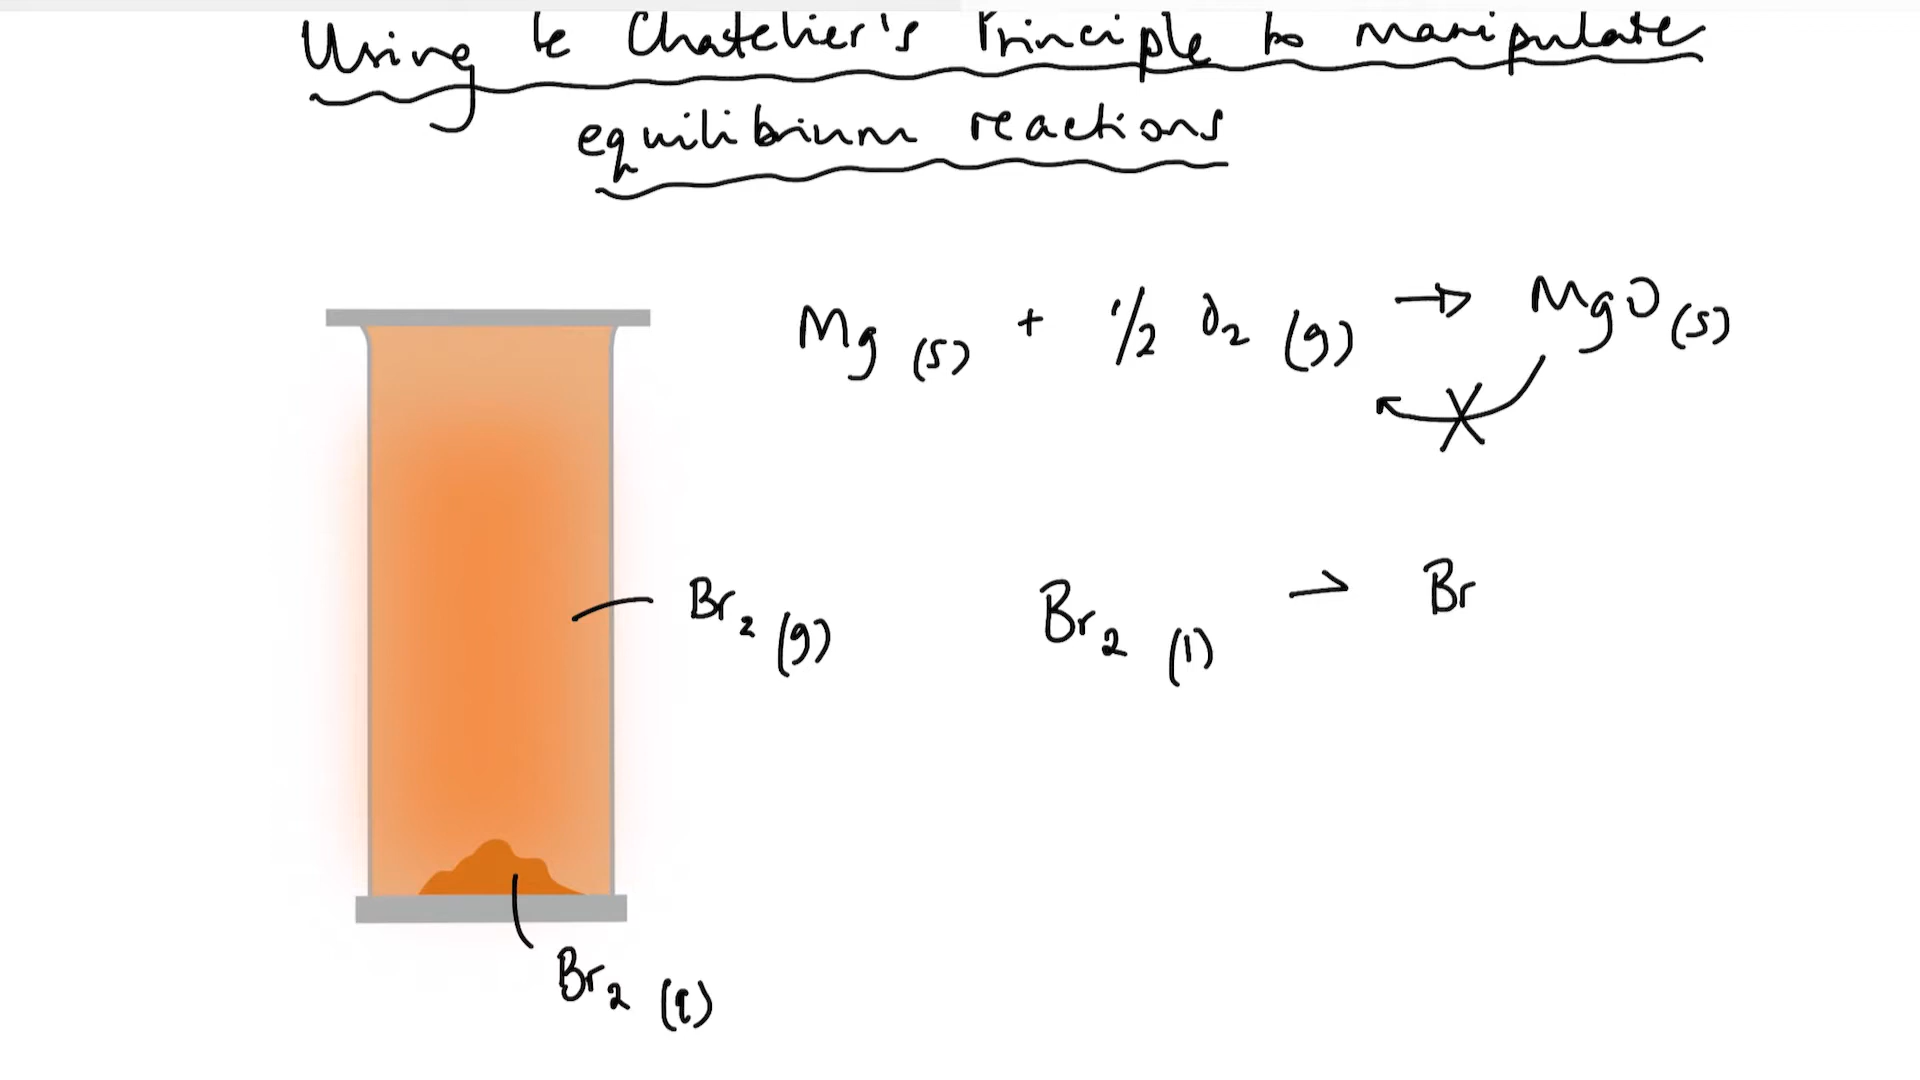 Using le Chatelier's Principle to manipulate
equilibrium reactions
Mg (s) + 1/2 O2 (g) → MgO (s)
Br2 (g)
Br2 (l) → Br
Br2 (l)